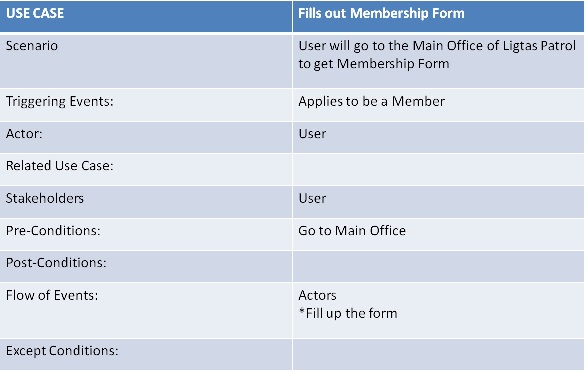 USE CASE
Fills out Membership Form
Scenario
User will go to the Main Office of Ligtas Patrol
to get Membership Form
Triggering Events:
Applies to be a Member
Actor:
User
Related Use Case:
Stakeholders
User
Pre-Conditions:
Go to Main Office
Post-Conditions:
Flow of Events:
Actors
*Fill up the form
Except Conditions: